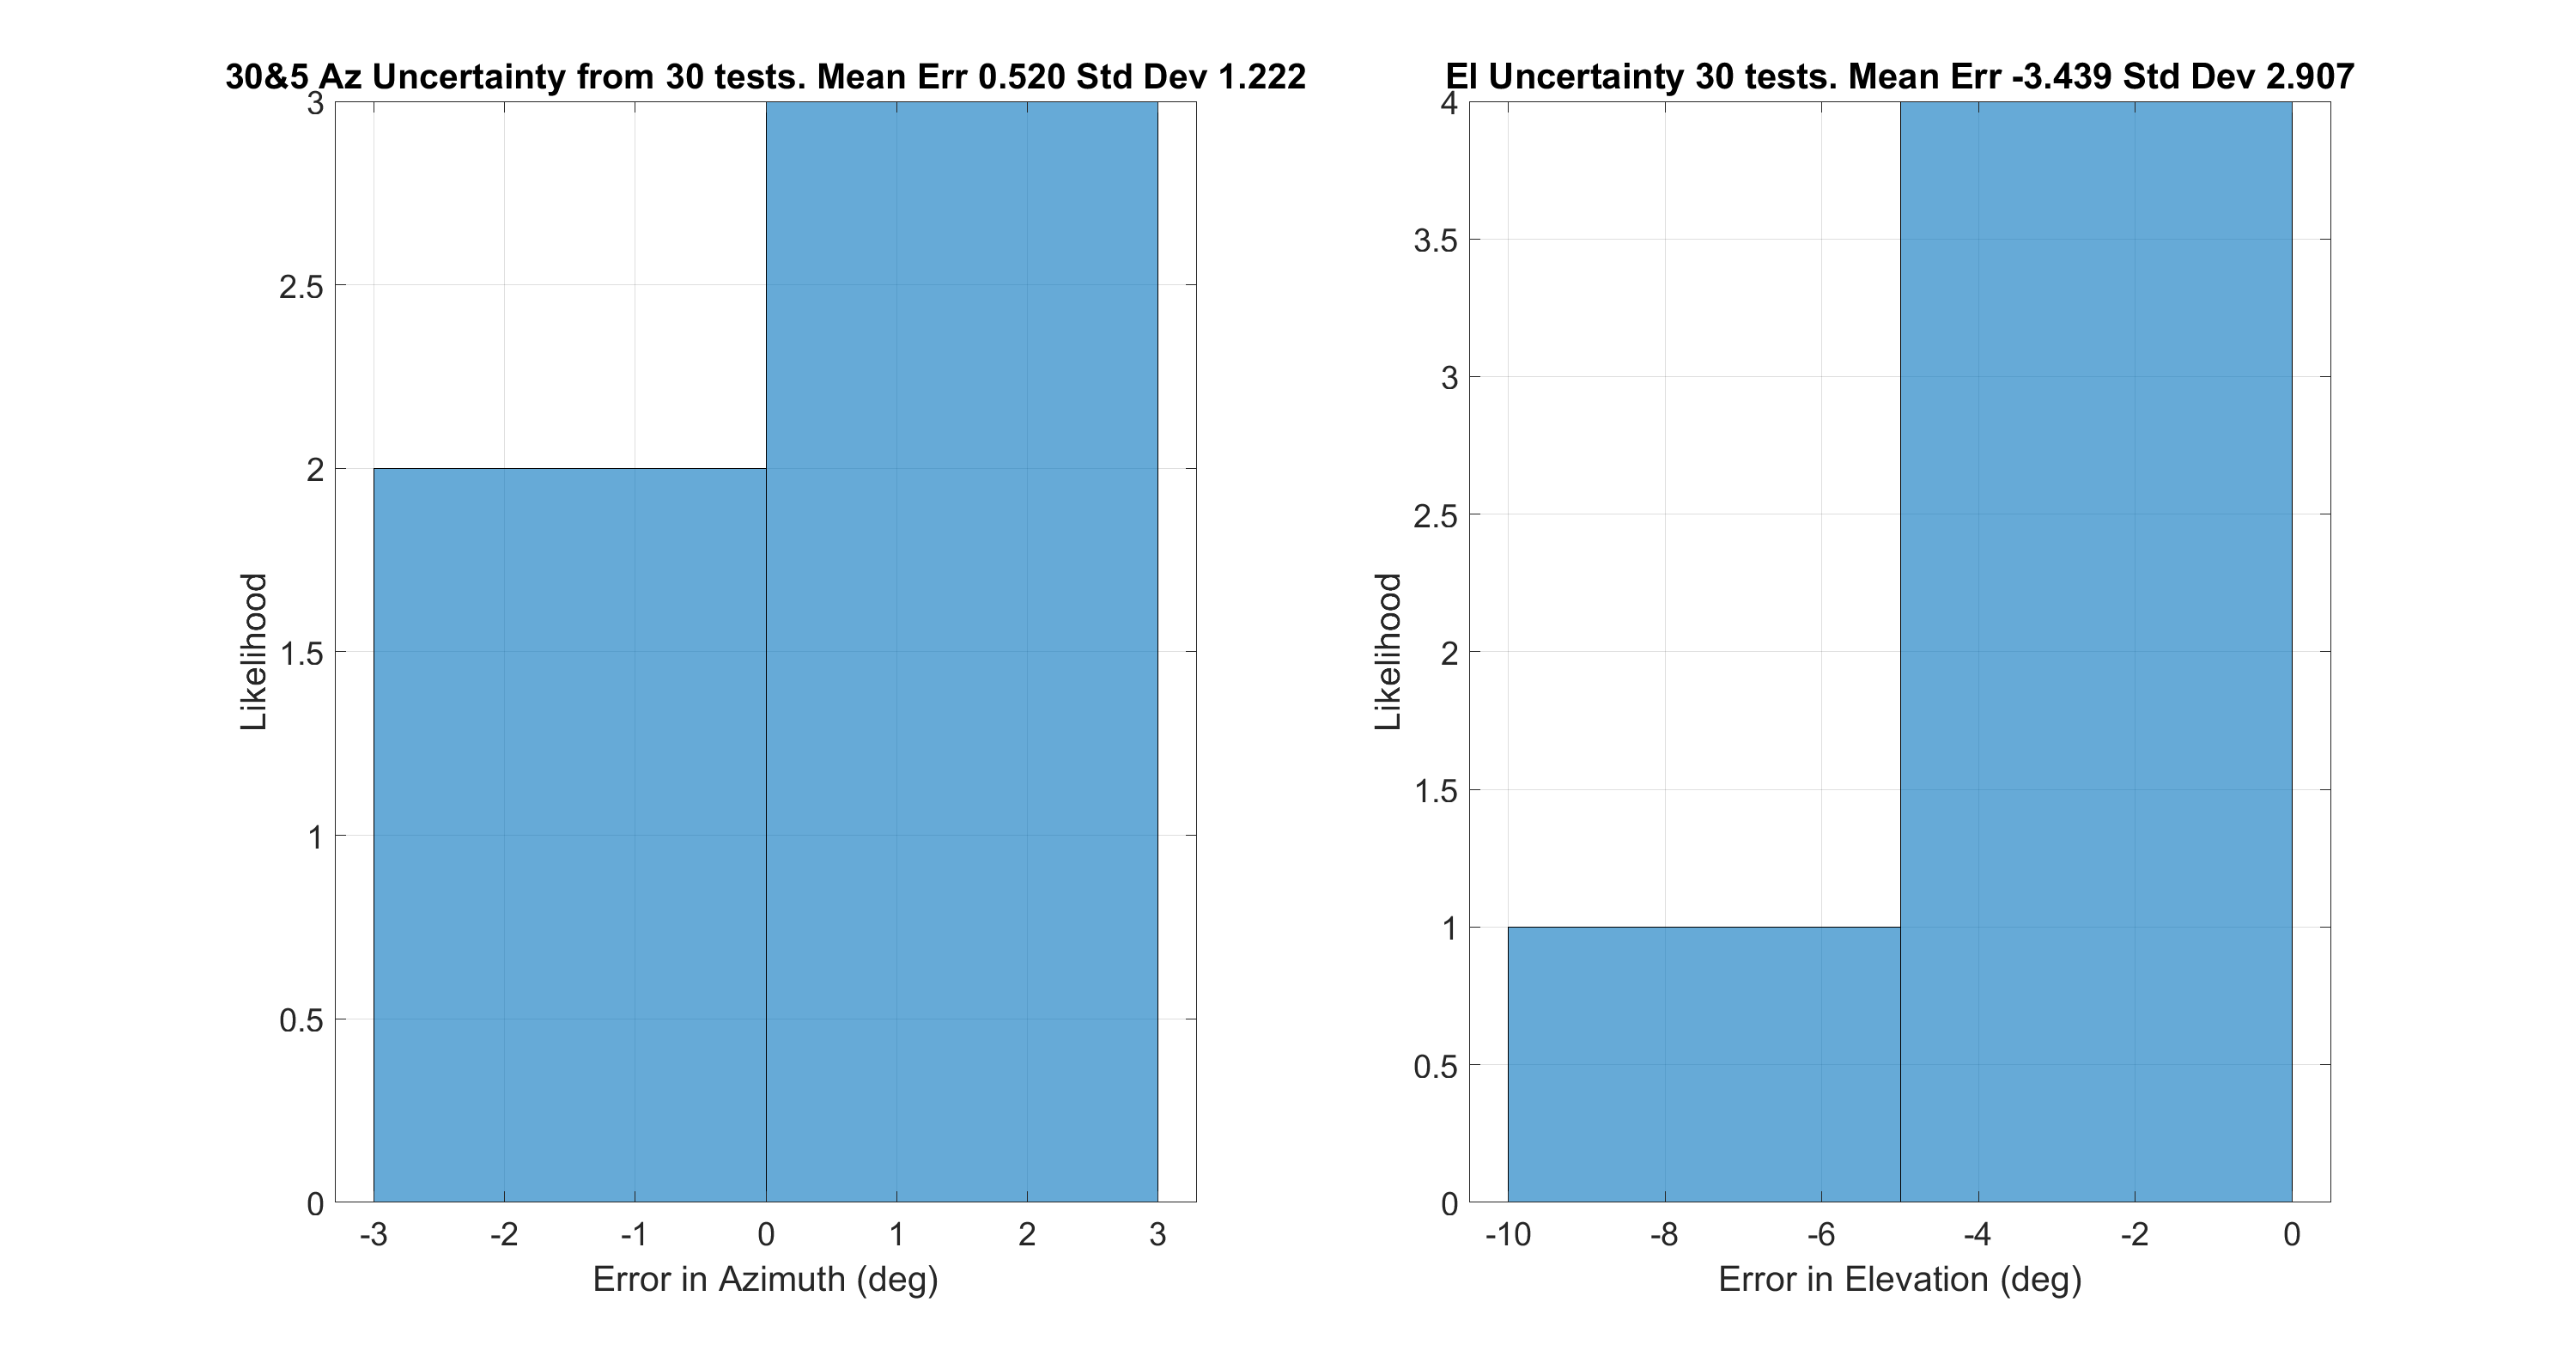 30&5 Az Uncertainty from 30 tests. Mean Err 0.520 Std Dev 1.222
3
2.5
2
1.5
1
0.5
0
Likelihood
-3 -2 -1 0 1 2 3
Error in Azimuth (deg)
El Uncertainty 30 tests. Mean Err -3.439 Std Dev 2.907
4
3.5
3
2.5
2
1.5
1
0.5
0
Likelihood
-10 -8 -6 -4 -2 0
Error in Elevation (deg)